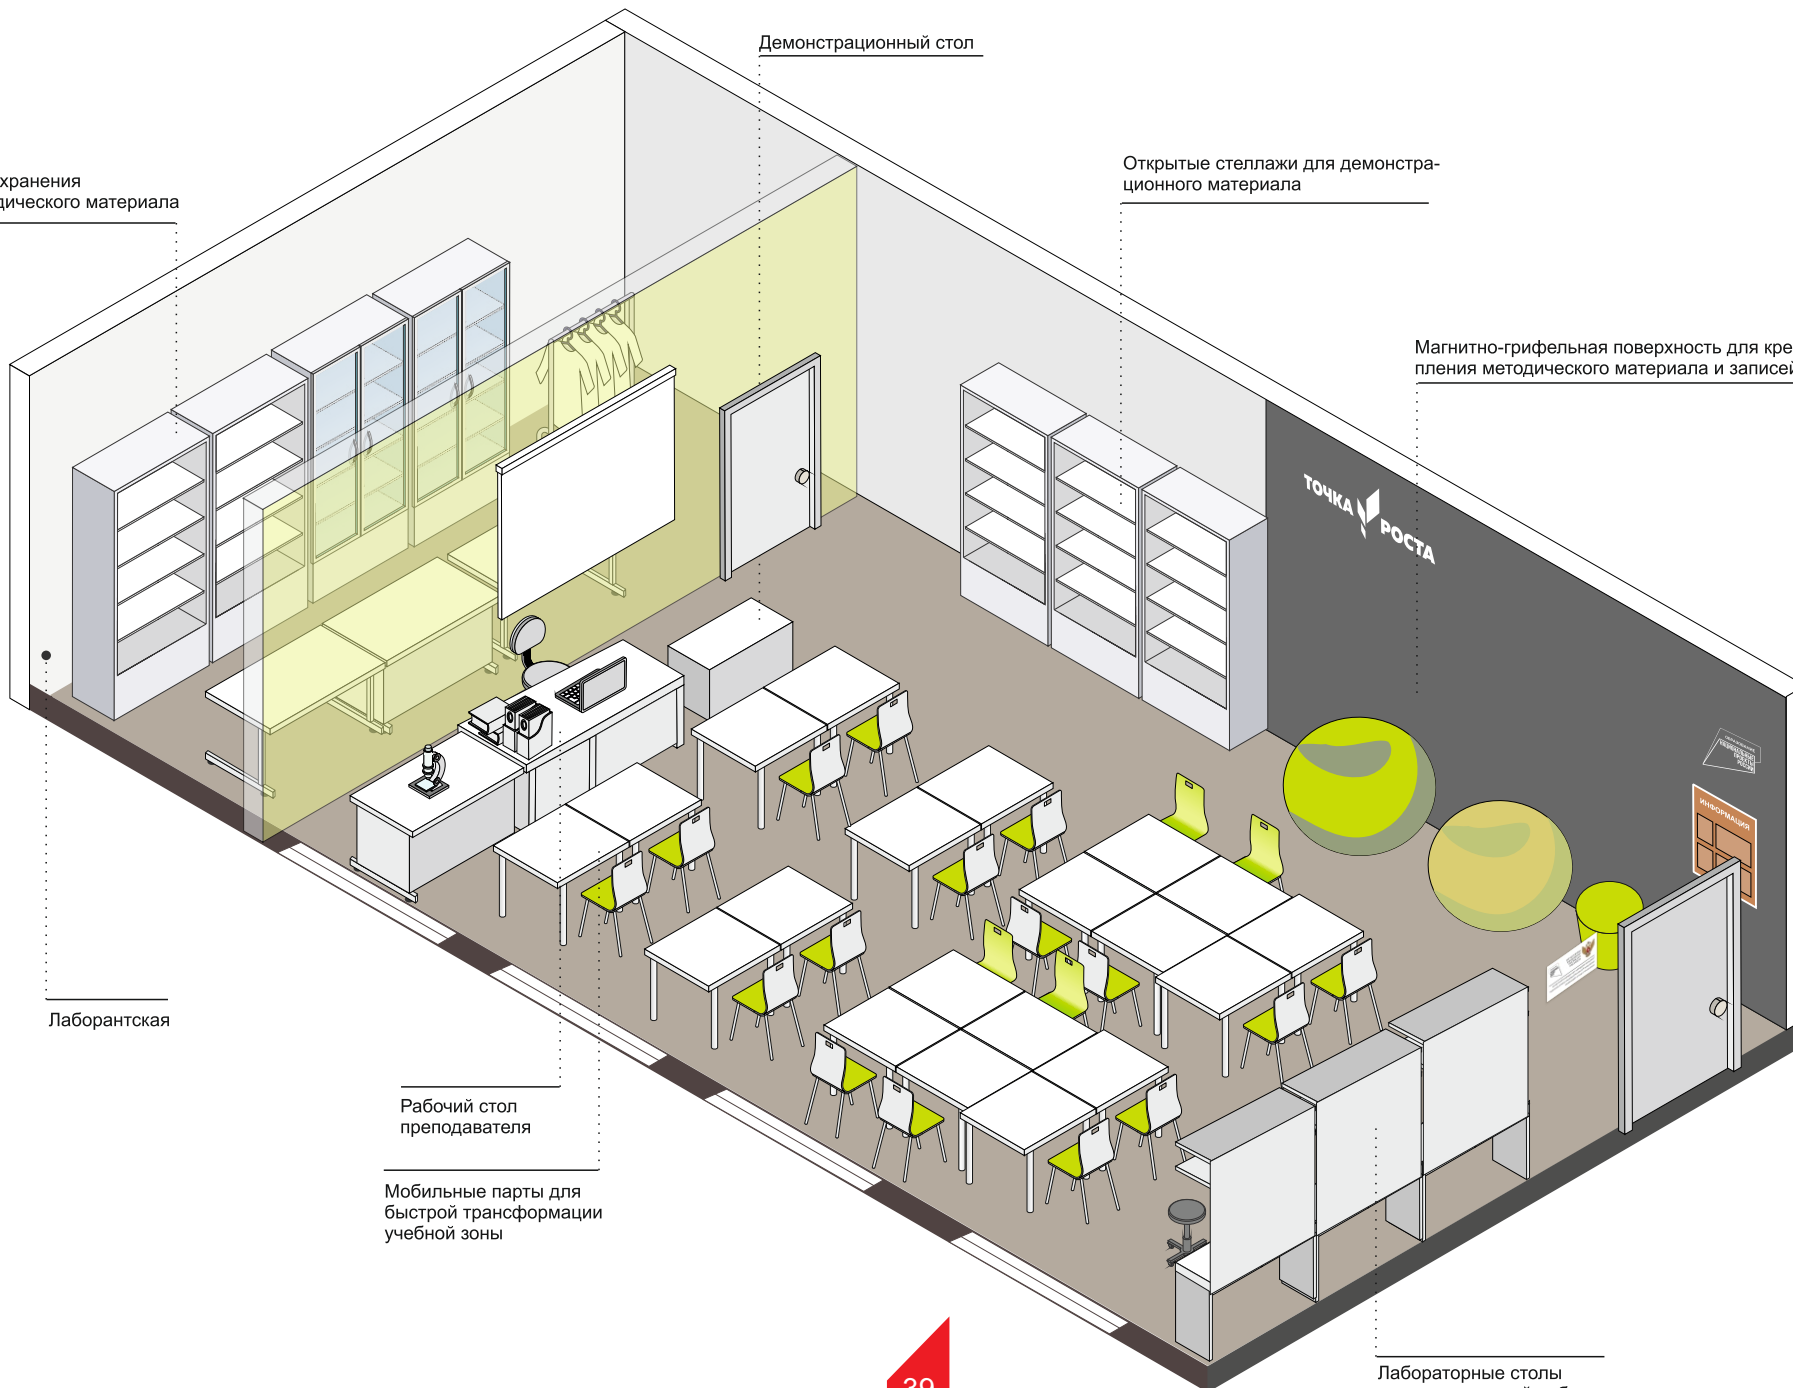 Демонстрационный стол
хранения
дического материала
Открытые стеллажи для демонстра-
ционного материала
Магнитно-грифельная поверхность для кре
пления методического материала и записей
ТОЧКА
РОСТА
ИНФОРМАЦИЯ
Лаборантская
Рабочий стол
преподавателя
Мобильные парты для
быстрой трансформации
учебной зоны
Лабораторные столы
39